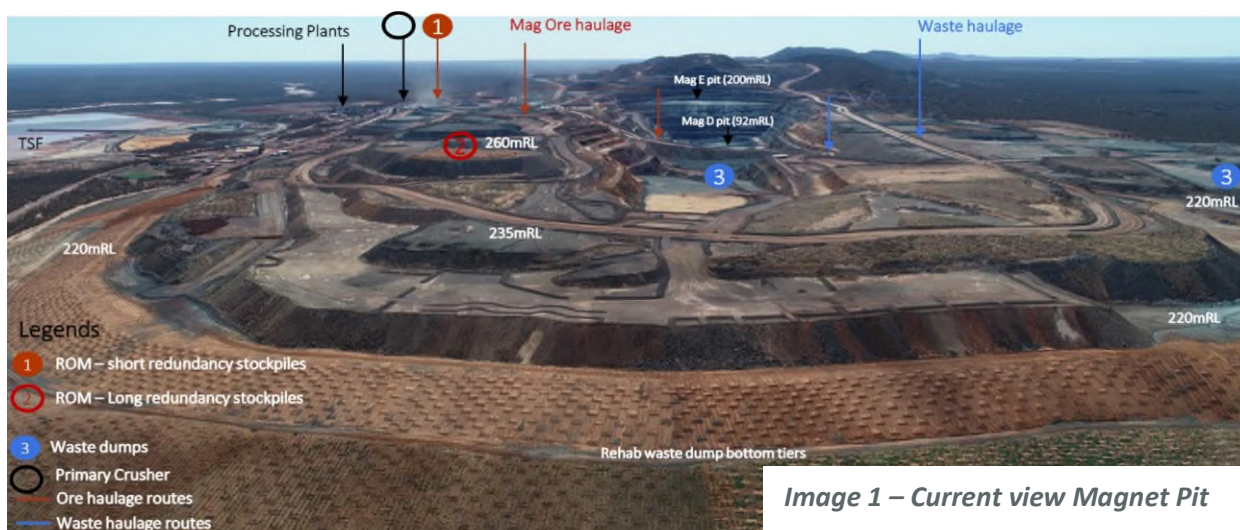 Processing Plants
1
Mag Ore haulage
Waste haulage
Mag E pit (200mRL)
Mag D pit (92mRL)
TSF
2
260mRL
3
3
220mRL
235mRL
220mRL
220mRL
Legends
1 ROM – short redundancy stockpiles
2 ROM – Long redundancy stockpiles
3 Waste dumps
Primary Crusher
Ore haulage routes
Waste haulage routes
Rehab waste dump bottom tiers
Image 1 – Current view Magnet Pit